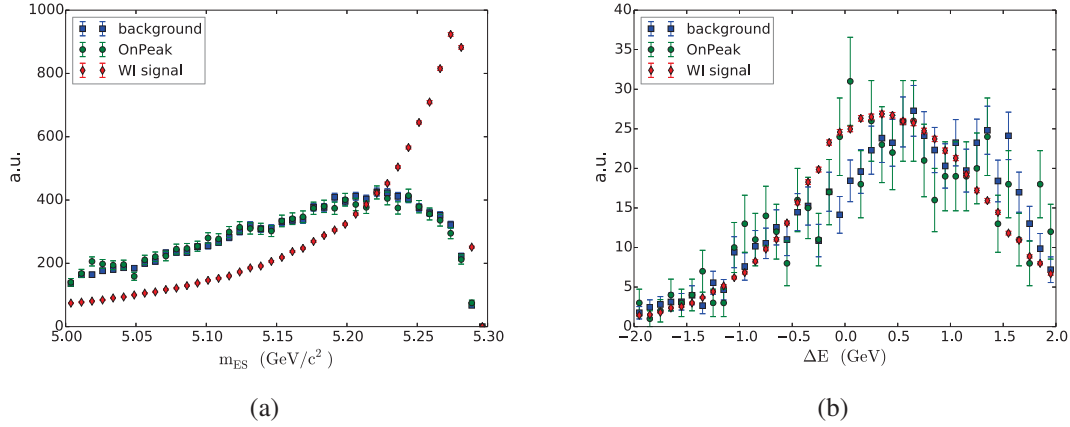 1000
800
600
400
200
0
a.u.
background
OnPeak
WI signal
5.00 5.05 5.10 5.15 5.20 5.25 5.30
m_ES (GeV/c²)
(a)
40
35
30
25
20
15
10
5
0
a.u.
background
OnPeak
WI signal
−2.0 −1.5 −1.0 −0.5 0.0 0.5 1.0 1.5 2.0
ΔE (GeV)
(b)